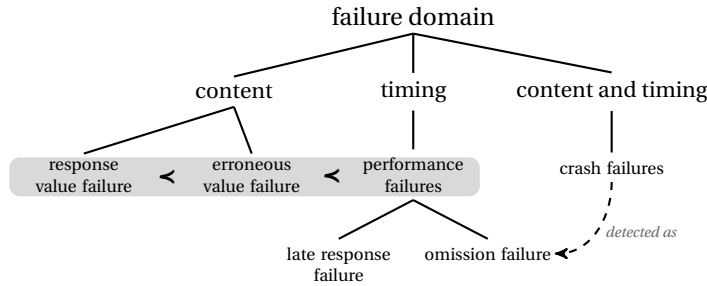 failure domain
content
timing
content and timing
response
value failure
≺
erroneous
value failure
≺
performance
failures
crash failures
detected as
late response
failure
omission failure